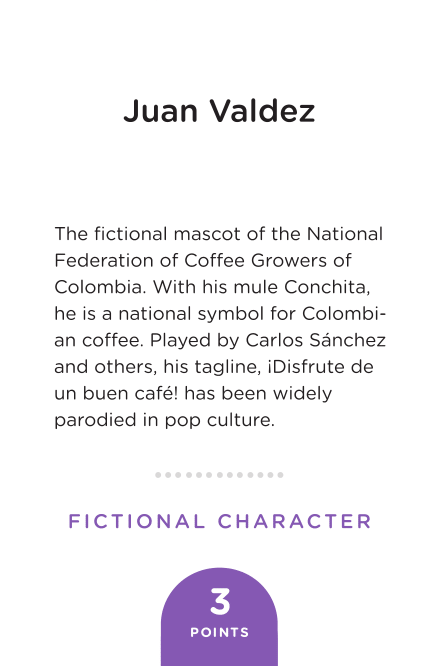 Juan Valdez
The fictional mascot of the National
Federation of Coffee Growers of
Colombia. With his mule Conchita,
he is a national symbol for Colombi-
an coffee. Played by Carlos Sánchez
and others, his tagline, ¡Disfrute de
un buen café! has been widely
parodied in pop culture.
FICTIONAL CHARACTER
3
POINTS